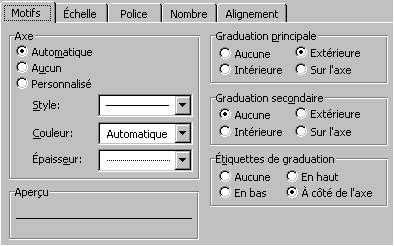 Motifs Échelle Police Nombre Alignement
Axe
Automatique
Aucun
Personnalisé
Style:
Couleur: Automatique
Épaisseur:
Aperçu
Graduation principale
Aucune Extérieure
Intérieure Sur l'axe
Graduation secondaire
Aucune Extérieure
Intérieure Sur l'axe
Étiquettes de graduation
Aucune En haut
En bas À côté de l'axe